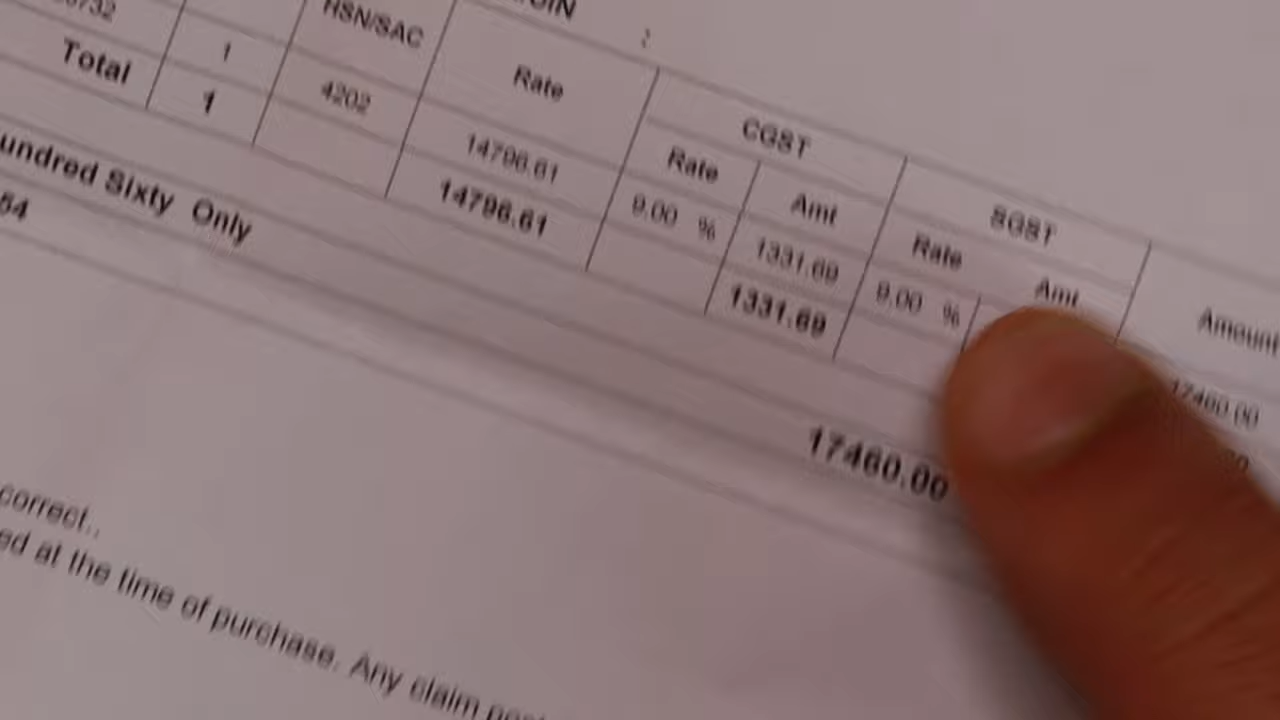 HSN/SAC
Rate CGST SGST
Rate Amt Rate Amt Amount
1 4202 14796.61 9.00 % 1331.69 9.00 % 17460.00
Total 1 14796.61 1331.69
Sixty Only 17460.00
54
correct..
at the time of purchase. Any claim